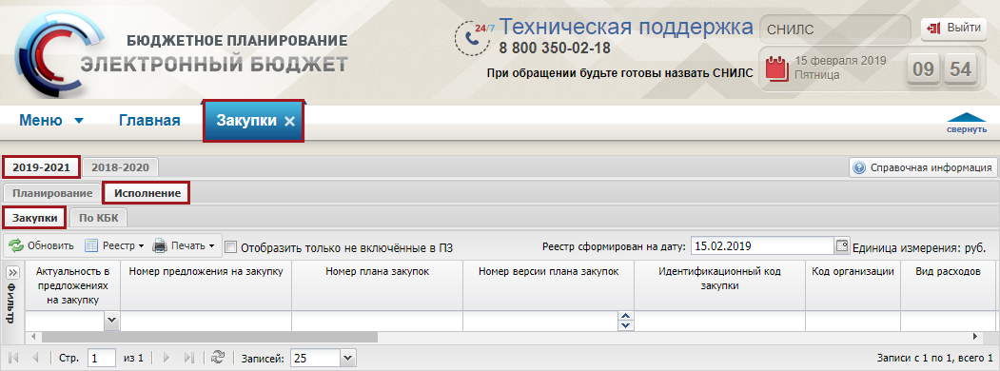 БЮДЖЕТНОЕ ПЛАНИРОВАНИЕ
ЭЛЕКТРОННЫЙ БЮДЖЕТ
24/7
Техническая поддержка
8 800 350-02-18
При обращении будьте готовы назвать СНИЛС
СНИЛС
Выйти
15 февраля 2019
Пятница
09 54
Меню Главная Закупки
свернуть
2019-2021 2018-2020
Справочная информация
Планирование Исполнение
Закупки По КБК
Обновить Реестр Печать Отобразить только не включённые в ПЗ Реестр сформирован на дату: 15.02.2019 Единица измерения: руб.
Фильтр
Актуальность в предложениях на закупку
Номер предложения на закупку
Номер плана закупок
Номер версии плана закупок
Идентификационный код закупки
Код организации
Вид расходов
Стр. 1 из 1 Записей: 25 Записи с 1 по 1, всего 1